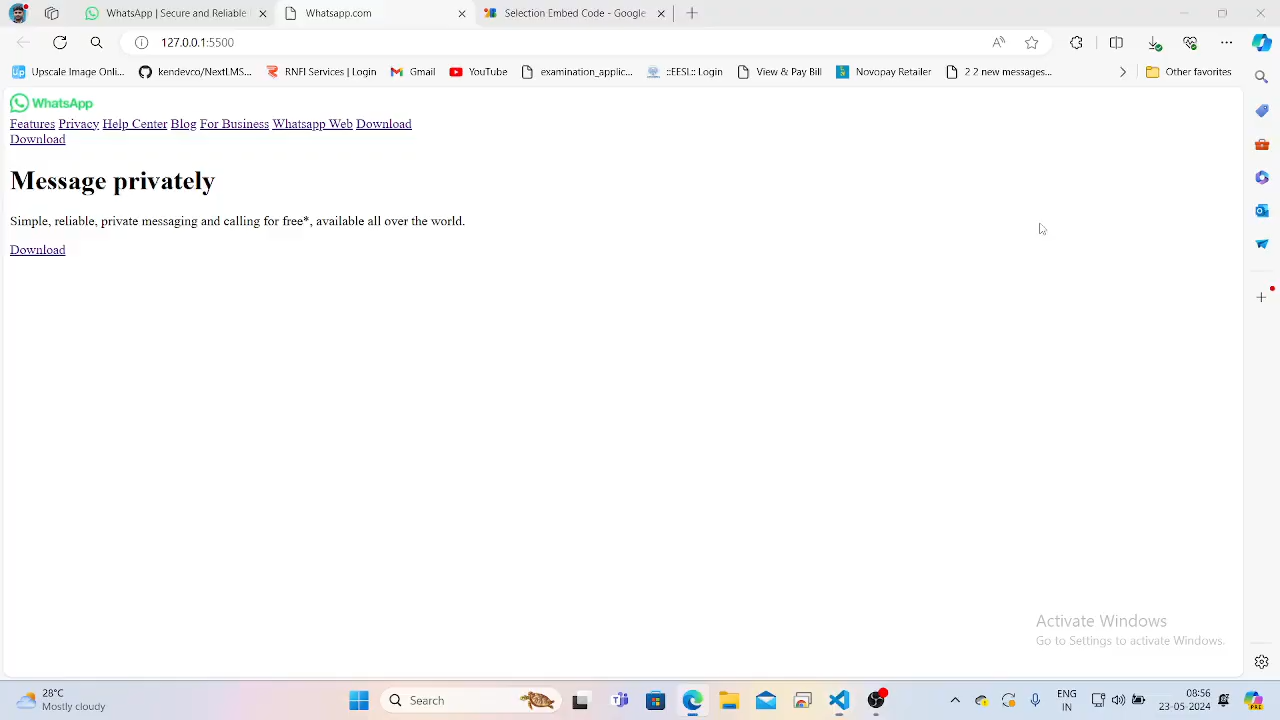 WhatsApp | Secure and Reliable
Whatsapp.com
Selection Embed Code - Google
127.0.0.1:5500
Upscale Image Onli...
kendalco/NextLMS...
RNFI Services | Login
Gmail
YouTube
examination_applic...
::EESL:: Login
View & Pay Bill
Novopay Retailer
2 2 new messages...
Other favorites
WhatsApp
Features Privacy Help Center Blog For Business Whatsapp Web Download
Download
Message privately
Simple, reliable, private messaging and calling for free*, available all over the world.
Download
Activate Windows
Go to Settings to activate Windows.
28°C
Mostly cloudy
Search
ENG
IN
08:56
23-05-2024